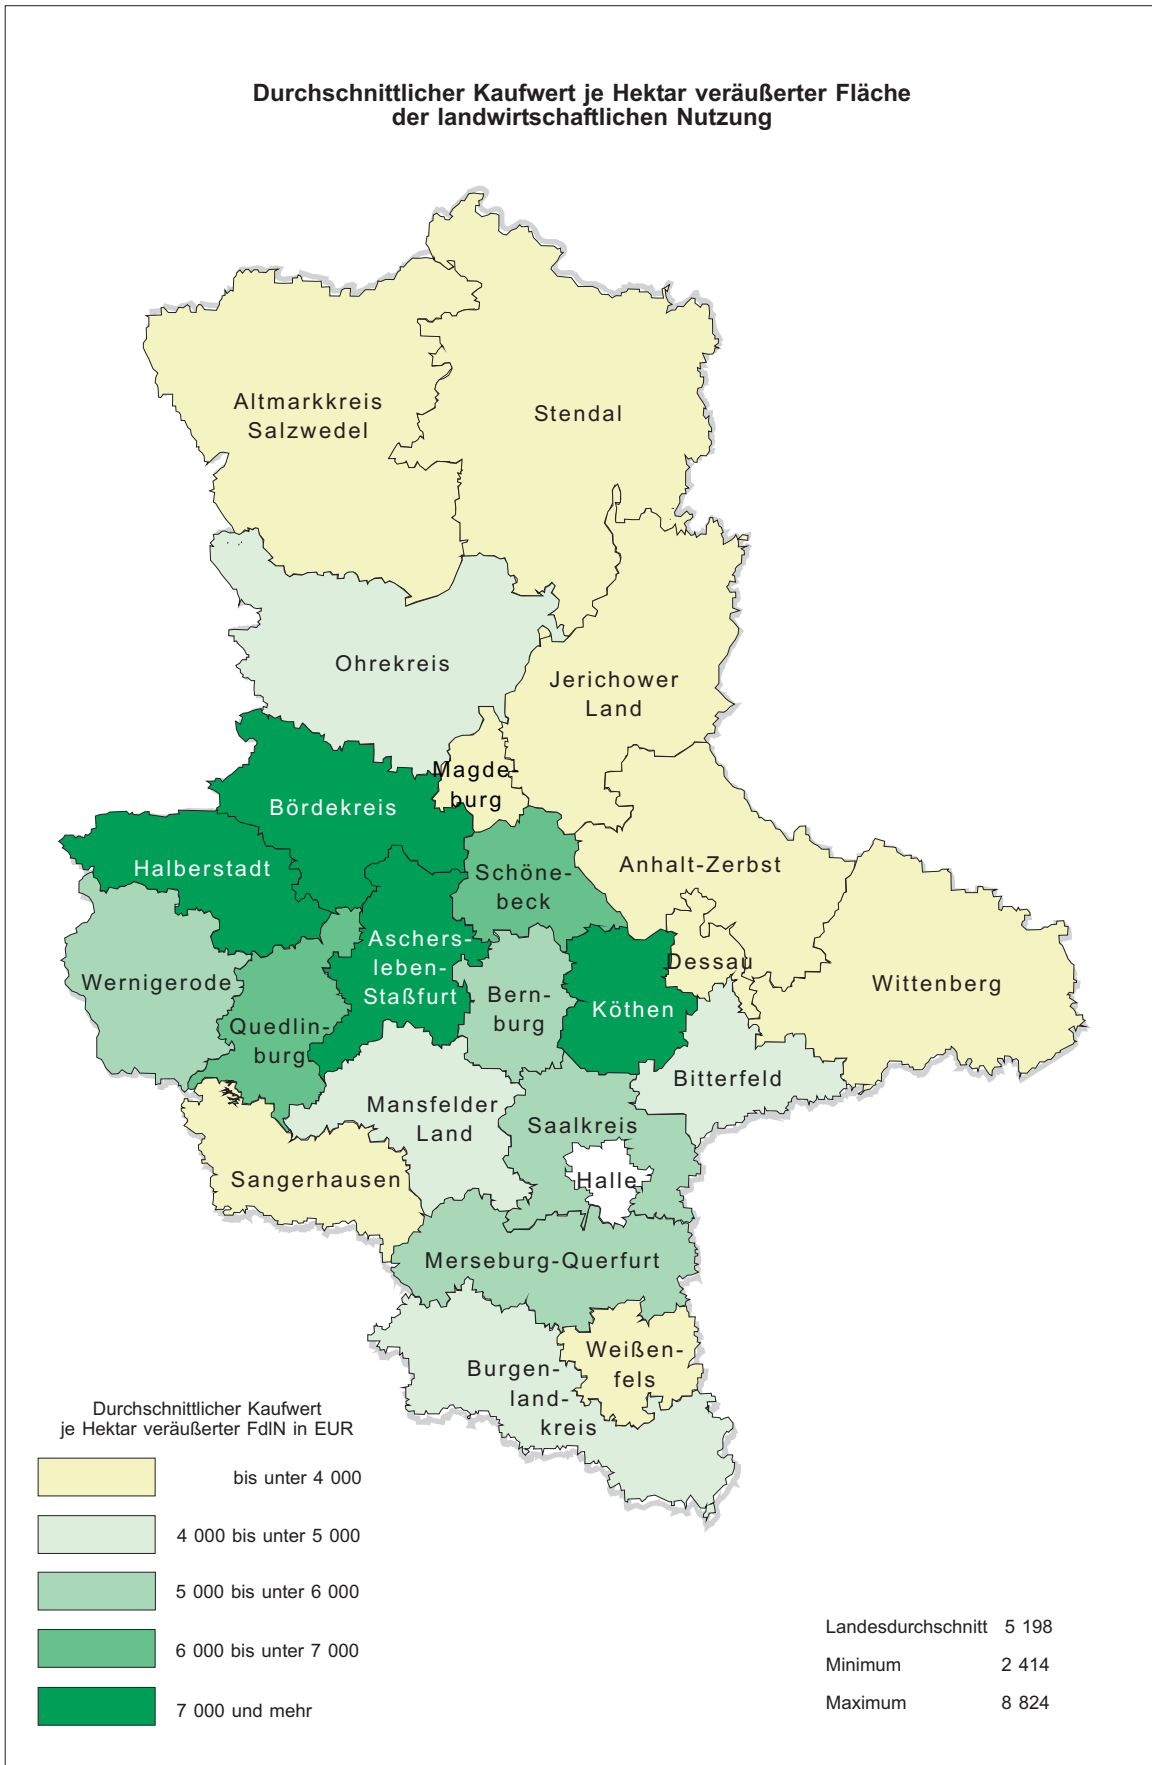 Durchschnittlicher Kaufwert je Hektar veräußerter Fläche
der landwirtschaftlichen Nutzung
Altmarkkreis
Salzwedel
Stendal
Ohrekreis
Jerichower
Land
Magde-
burg
Bördekreis
Halberstadt
Schöne-
beck
Anhalt-Zerbst
Aschers-
leben-
Staßfurt
Dessau
Wernigerode
Wittenberg
Bern-
burg
Köthen
Quedlin-
burg
Bitterfeld
Mansfelder
Land
Saalkreis
Sangerhausen
Halle
Merseburg-Querfurt
Weißen-
fels
Burgen-
land-
kreis
Durchschnittlicher Kaufwert
je Hektar veräußerter FdlN in EUR
bis unter 4 000
4 000 bis unter 5 000
5 000 bis unter 6 000
6 000 bis unter 7 000
7 000 und mehr
Landesdurchschnitt 5 198
Minimum 2 414
Maximum 8 824